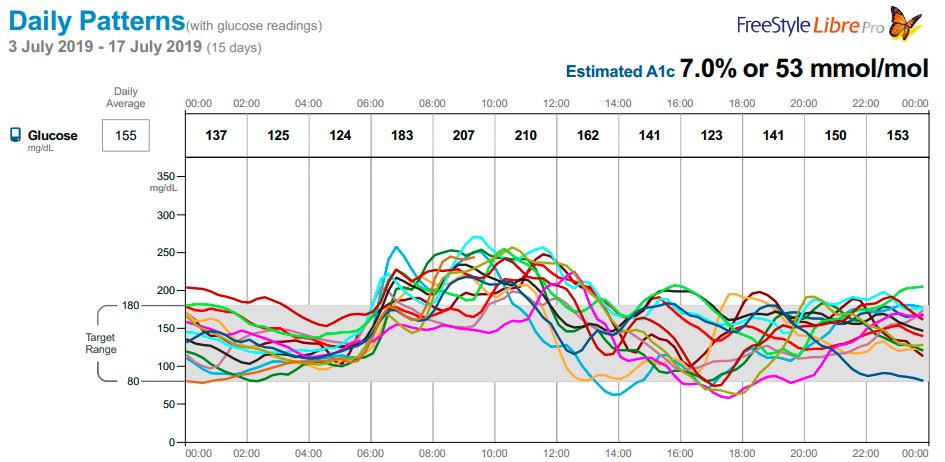 Daily Patterns (with glucose readings)
3 July 2019 - 17 July 2019 (15 days)
FreeStyle Libre Pro
Estimated A1c 7.0% or 53 mmol/mol
Daily
Average
00:00 02:00 04:00 06:00 08:00 10:00 12:00 14:00 16:00 18:00 20:00 22:00 00:00
Glucose
mg/dL
155
137 125 124 183 207 210 162 141 123 141 150 153
350
mg/dL
300
250
200
180
150
Target
Range
100
80
50
0
00:00 02:00 04:00 06:00 08:00 10:00 12:00 14:00 16:00 18:00 20:00 22:00 00:00